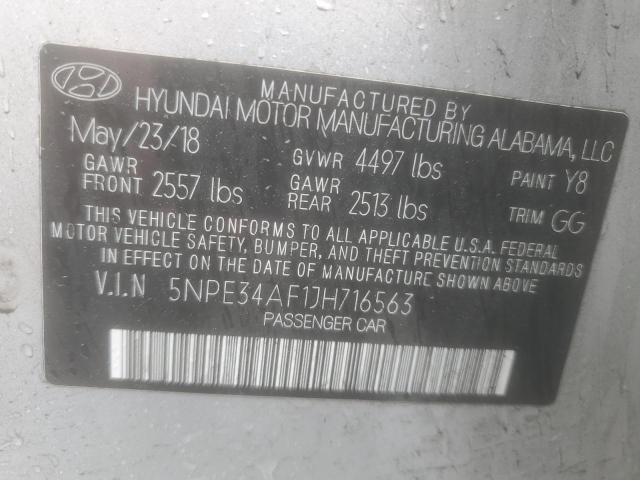 MANUFACTURED BY
HYUNDAI MOTOR MANUFACTURING ALABAMA, LLC
May/23/18 GVWR 4497 lbs PAINT Y8
GAWR FRONT 2557 lbs GAWR REAR 2513 lbs TRIM GG
THIS VEHICLE CONFORMS TO ALL APPLICABLE U.S.A. FEDERAL
MOTOR VEHICLE SAFETY, BUMPER, AND THEFT PREVENTION STANDARDS
IN EFFECT ON THE DATE OF MANUFACTURE SHOWN ABOVE.
V.I.N 5NPE34AF1JH716563
PASSENGER CAR